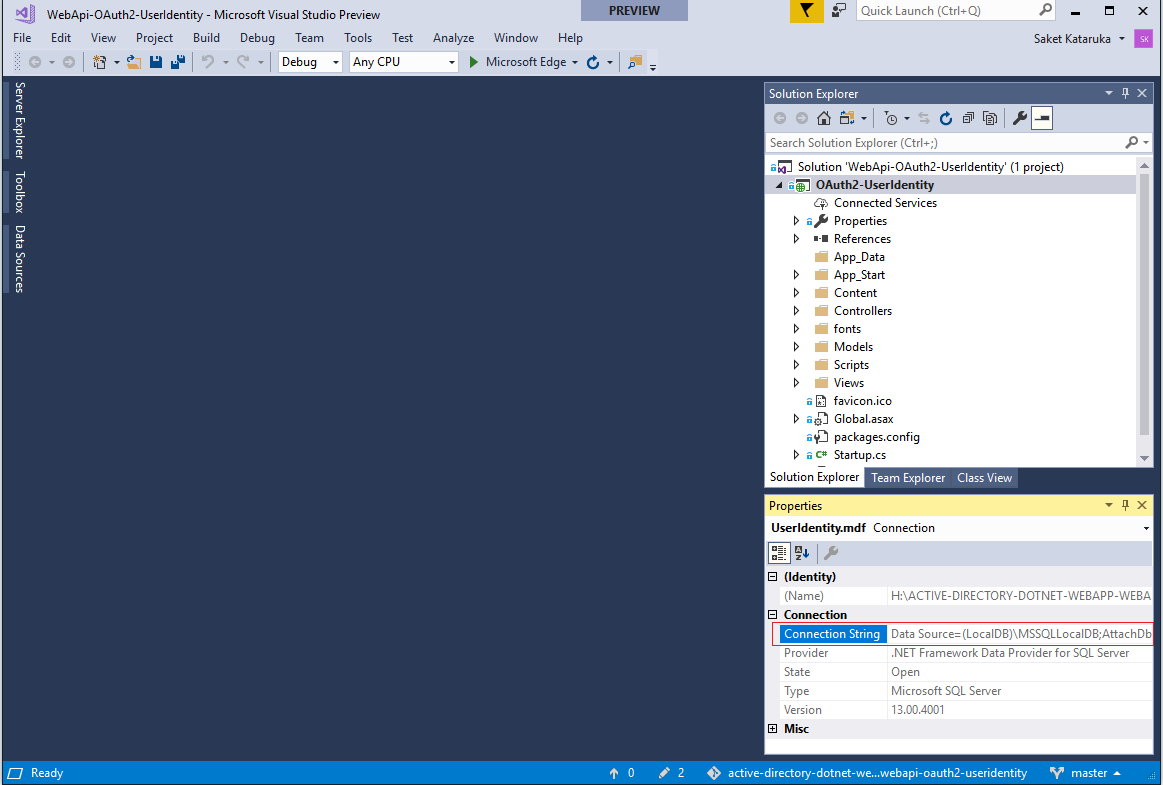 WebApi-OAuth2-UserIdentity - Microsoft Visual Studio Preview
PREVIEW
Quick Launch (Ctrl+Q)
File Edit View Project Build Debug Team Tools Test Analyze Window Help
Saket Kataruka
SK
Debug Any CPU Microsoft Edge
Server Explorer
Toolbox
Data Sources
Solution Explorer
Search Solution Explorer (Ctrl+;)
Solution 'WebApi-OAuth2-UserIdentity' (1 project)
OAuth2-UserIdentity
Connected Services
Properties
References
App_Data
App_Start
Content
Controllers
fonts
Models
Scripts
Views
favicon.ico
Global.asax
packages.config
C# Startup.cs
Solution Explorer Team Explorer Class View
Properties
UserIdentity.mdf Connection
(Identity)
(Name) H:\ACTIVE-DIRECTORY-DOTNET-WEBAPP-WEBA
Connection
Connection String Data Source=(LocalDB)\MSSQLLocalDB;AttachDb
Provider .NET Framework Data Provider for SQL Server
State Open
Type Microsoft SQL Server
Version 13.00.4001
Misc
Ready 0 2 active-directory-dotnet-we...webapi-oauth2-useridentity master